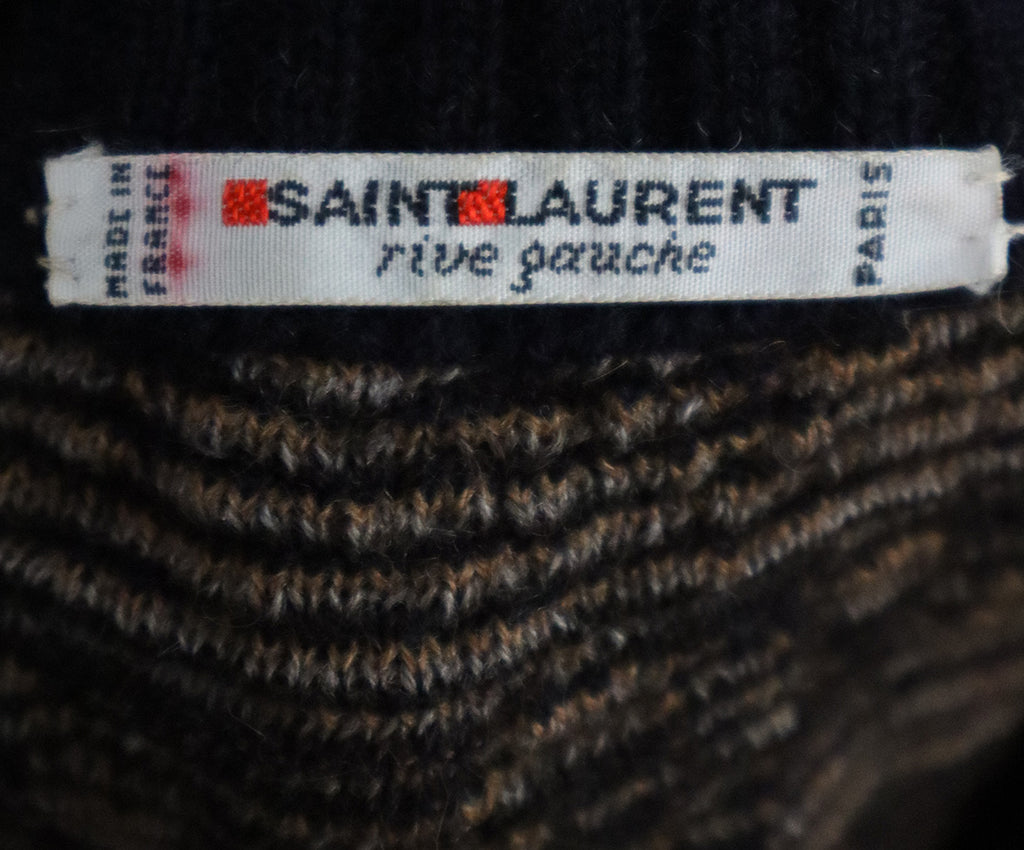 MADE IN
FRANCE
SAINT LAURENT
rive gauche
PARIS